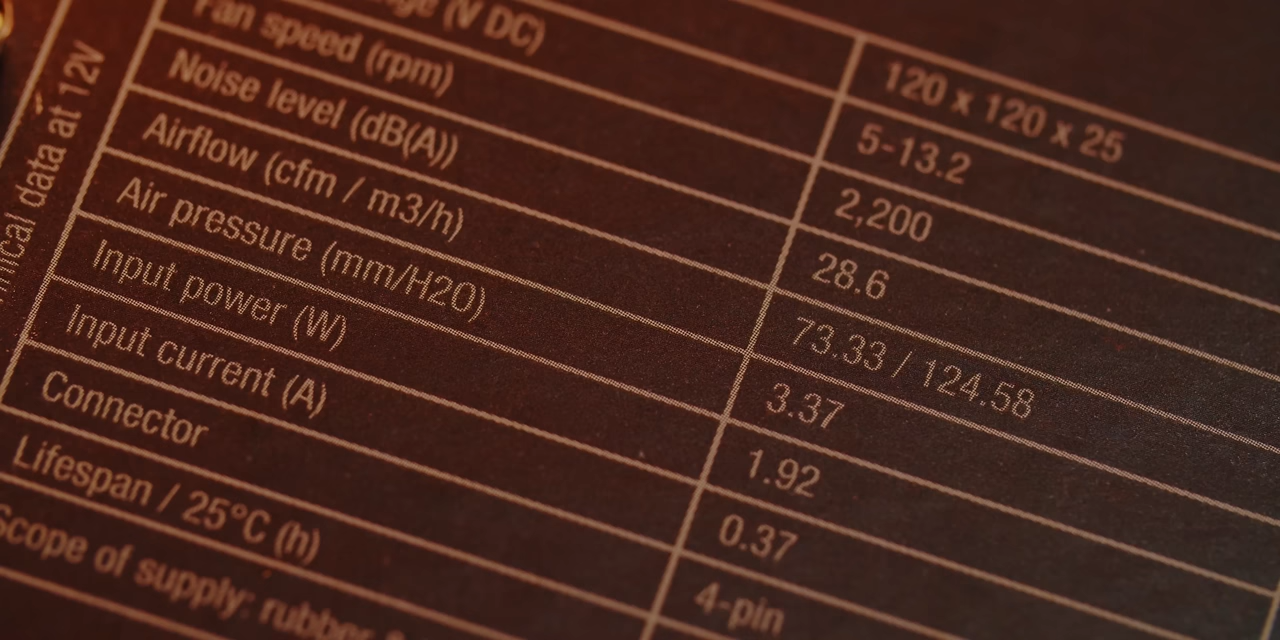 data at 12V
120 x 120 x 25
(V DC) 5-13.2
Fan speed (rpm) 2,200
Noise level (dB(A)) 28.6
Airflow (cfm / m3/h) 73.33 / 124.58
Air pressure (mm/H2O) 3.37
Input power (W) 1.92
Input current (A) 0.37
Connector 4-pin
Lifespan / 25°C (h)
Scope of supply: rubber